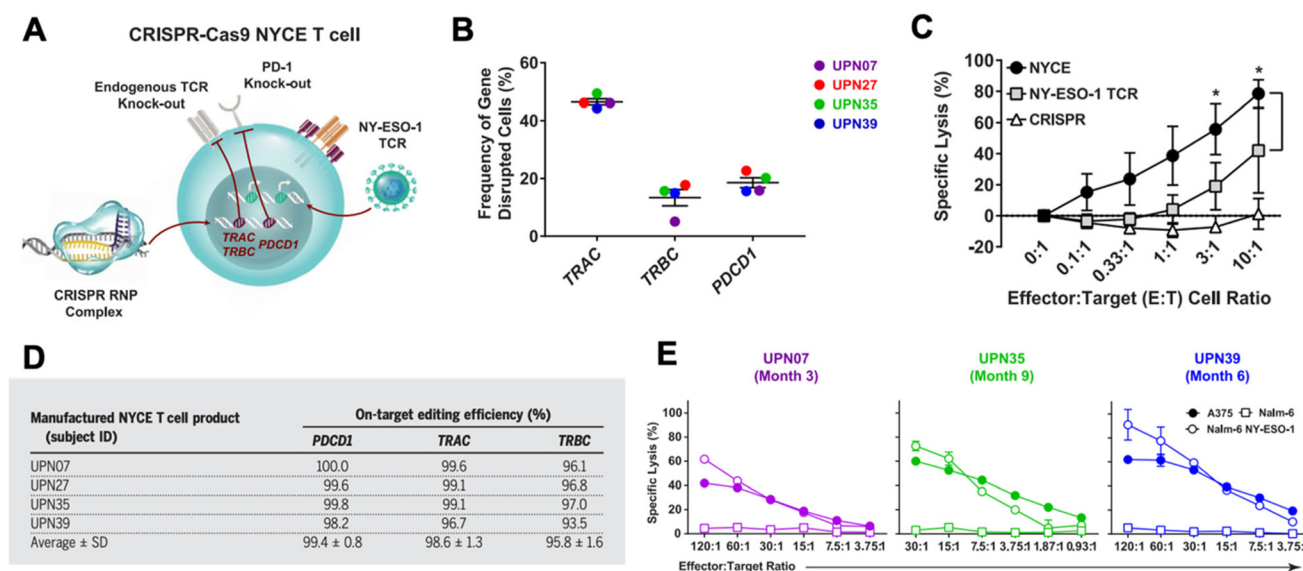 A
CRISPR-Cas9 NYCE T cell
Endogenous TCR
Knock-out
PD-1
Knock-out
NY-ESO-1
TCR
TRAC
TRBC
PDCD1
CRISPR RNP
Complex
B
Frequency of Gene
Disrupted Cells (%)
60
40
20
0
TRAC
TRBC
PDCD1
UPN07
UPN27
UPN35
UPN39
C
Specific Lysis (%)
100
80
60
40
20
0
-20
NYCE
NY-ESO-1 TCR
CRISPR
*
*
0:1
0.1:1
0.33:1
1:1
3:1
10:1
Effector:Target (E:T) Cell Ratio
D
Manufactured NYCE T cell product
(subject ID)
On-target editing efficiency (%)
PDCD1 TRAC TRBC
UPN07 100.0 99.6 96.1
UPN27 99.6 99.1 96.8
UPN35 99.8 99.1 97.0
UPN39 98.2 96.7 93.5
Average ± SD 99.4 ± 0.8 98.6 ± 1.3 95.8 ± 1.6
E
UPN07
(Month 3)
UPN35
(Month 9)
UPN39
(Month 6)
A375
Nalm-6
Nalm-6 NY-ESO-1
Specific Lysis (%)
100
80
60
40
20
0
120:1 60:1 30:1 15:1 7.5:1 3.75:1
30:1 15:1 7.5:1 3.75:1 1.87:1 0.93:1
120:1 60:1 30:1 15:1 7.5:1 3.75:1
Effector:Target Ratio